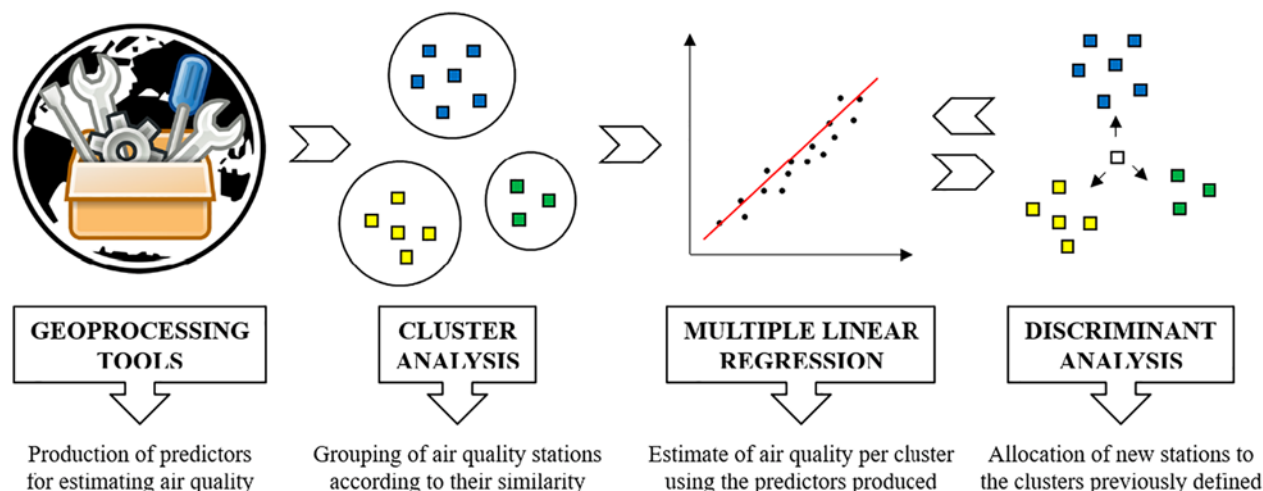 GEOPROCESSING
TOOLS
CLUSTER
ANALYSIS
MULTIPLE LINEAR
REGRESSION
DISCRIMINANT
ANALYSIS
Production of predictors
for estimating air quality
Grouping of air quality stations
according to their similarity
Estimate of air quality per cluster
using the predictors produced
Allocation of new stations to
the clusters previously defined